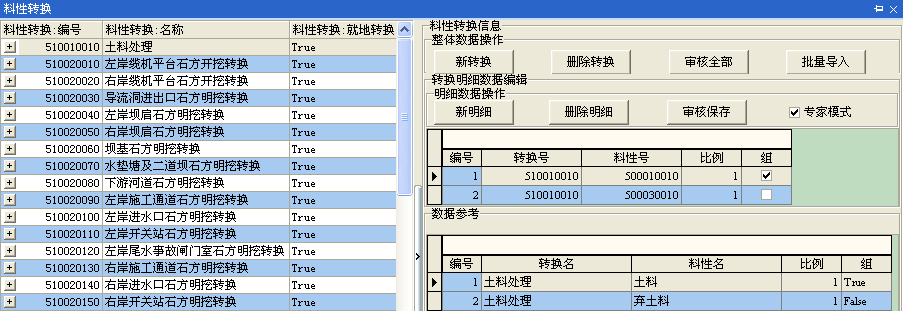 料性转换
料性转换:编号 料性转换:名称 料性转换:就地转换
510010010 土料处理 True
510020010 左岸缆机平台石方开挖转换 True
510020020 右岸缆机平台石方开挖转换 True
510020030 导流洞进出口石方明挖转换 True
510020040 左岸坝肩石方明挖转换 True
510020050 右岸坝肩石方明挖转换 True
510020060 坝基石方明挖转换 True
510020070 水垫塘及二道坝石方明挖转换 True
510020080 下游河道石方明挖转换 True
510020090 左岸施工通道石方明挖转换 True
510020100 左岸进水口石方明挖转换 True
510020110 左岸开关站石方明挖转换 True
510020120 左岸尾水事故闸门室石方明挖转换 True
510020130 右岸施工通道石方明挖转换 True
510020140 右岸进水口石方明挖转换 True
510020150 右岸开关站石方明挖转换 True
料性转换信息
整体数据操作
新转换 删除转换 审核全部 批量导入
转换明细数据编辑
明细数据操作
新明细 删除明细 审核保存 专家模式
编号 转换号 料性号 比例 组
1 510010010 500010010 1
2 510010010 500030010 1
数据参考
编号 转换名 料性名 比例 组
1 土料处理 土料 1 True
2 土料处理 弃土料 1 False